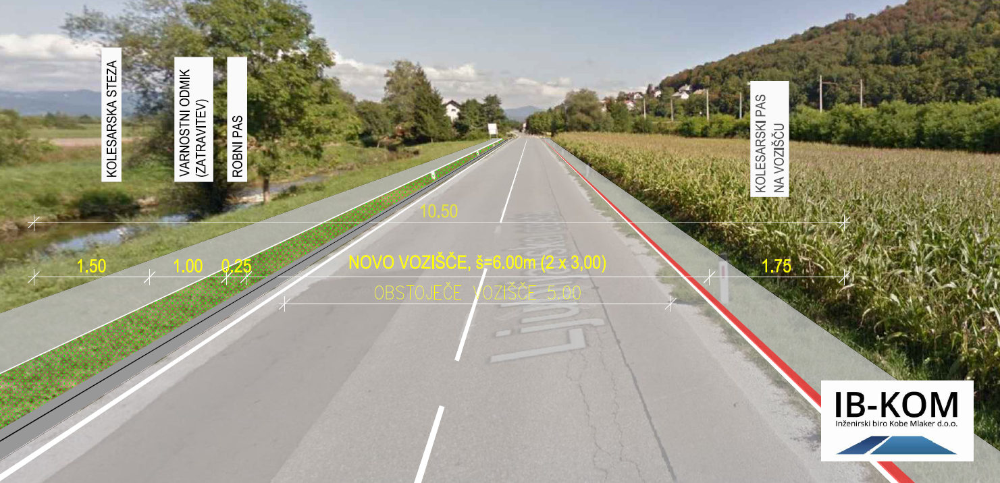 KOLESARSKA STEZA
VARNOSTNI ODMIK
(ZATRAVITEV)
ROBNI PAS
KOLESARSKI PAS
NA VOZIŠČU
10.50
1.50
1.00
0.25
NOVO VOZIŠČE, š=6.00m (2 x 3,00)
1.75
OBSTOJEČE VOZIŠČE 5.00
IB-KOM
Inženirski biro Kobe Mlaker d.o.o.